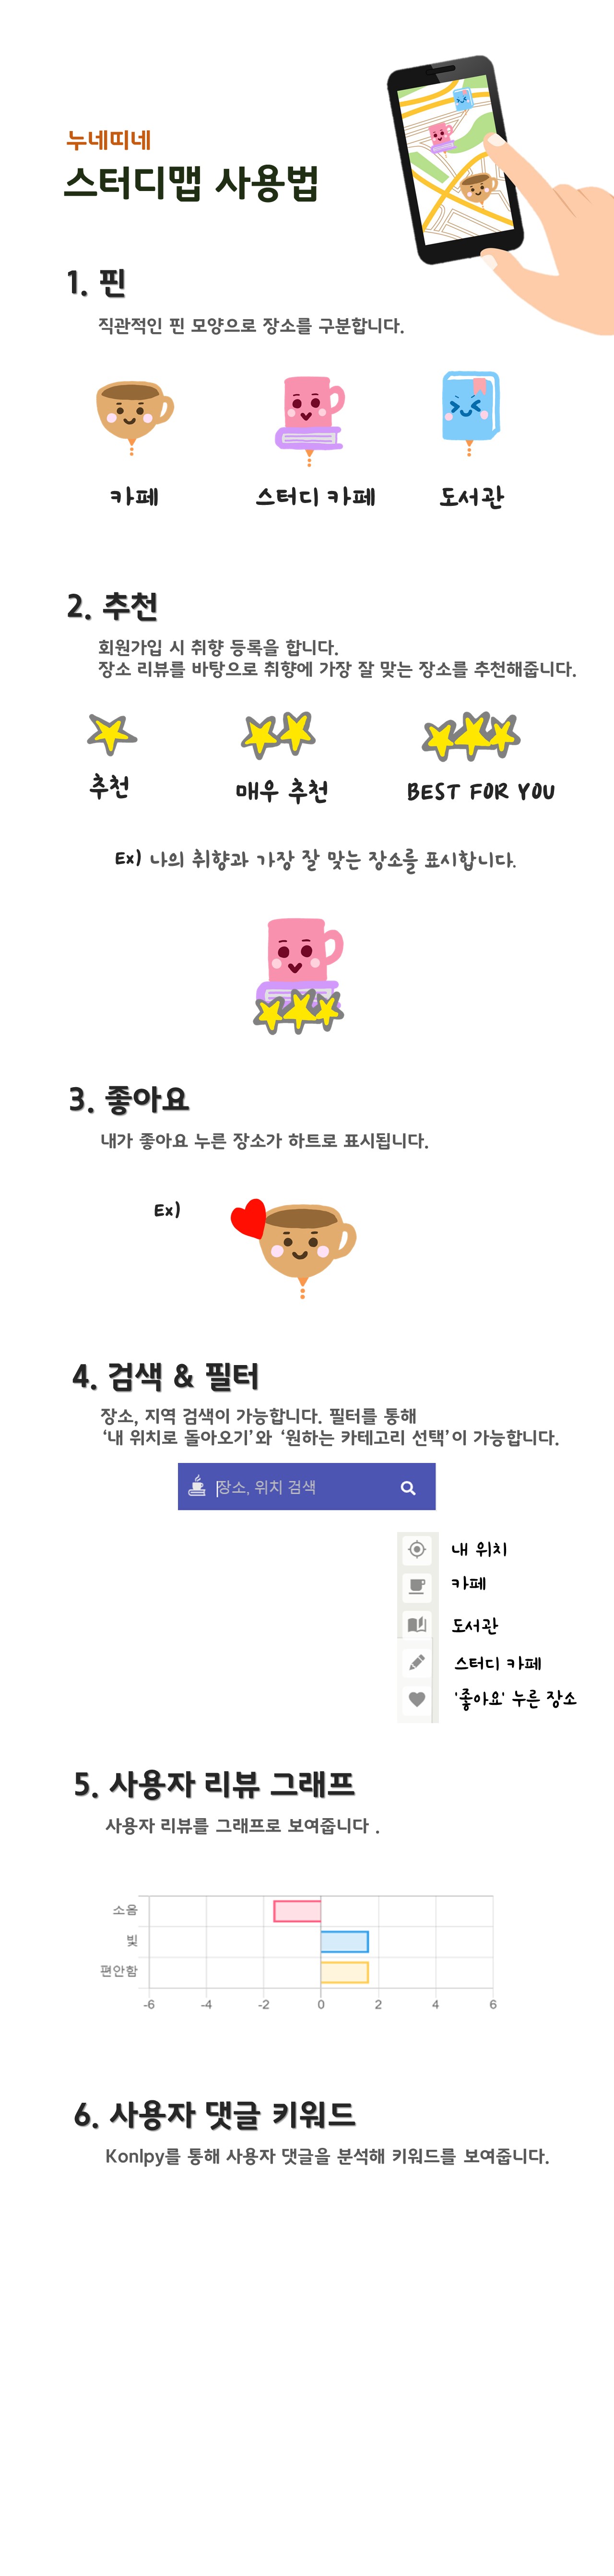 누네띠네
스터디맵 사용법
1. 핀
직관적인 핀 모양으로 장소를 구분합니다.
카페 스터디 카페 도서관
2. 추천
회원가입 시 취향 등록을 합니다.
장소 리뷰를 바탕으로 취향에 가장 잘 맞는 장소를 추천해줍니다.
추천 매우 추천 BEST FOR YOU
Ex) 나의 취향과 가장 잘 맞는 장소를 표시합니다.
3. 좋아요
내가 좋아요 누른 장소가 하트로 표시됩니다.
Ex)
4. 검색 & 필터
장소, 지역 검색이 가능합니다. 필터를 통해
‘내 위치로 돌아오기’와 ‘원하는 카테고리 선택’이 가능합니다.
장소, 위치 검색
내 위치
카페
도서관
스터디 카페
'좋아요' 누른 장소
5. 사용자 리뷰 그래프
사용자 리뷰를 그래프로 보여줍니다 .
소음
빛
편안함
-6 -4 -2 0 2 4 6
6. 사용자 댓글 키워드
Konlpy를 통해 사용자 댓글을 분석해 키워드를 보여줍니다.